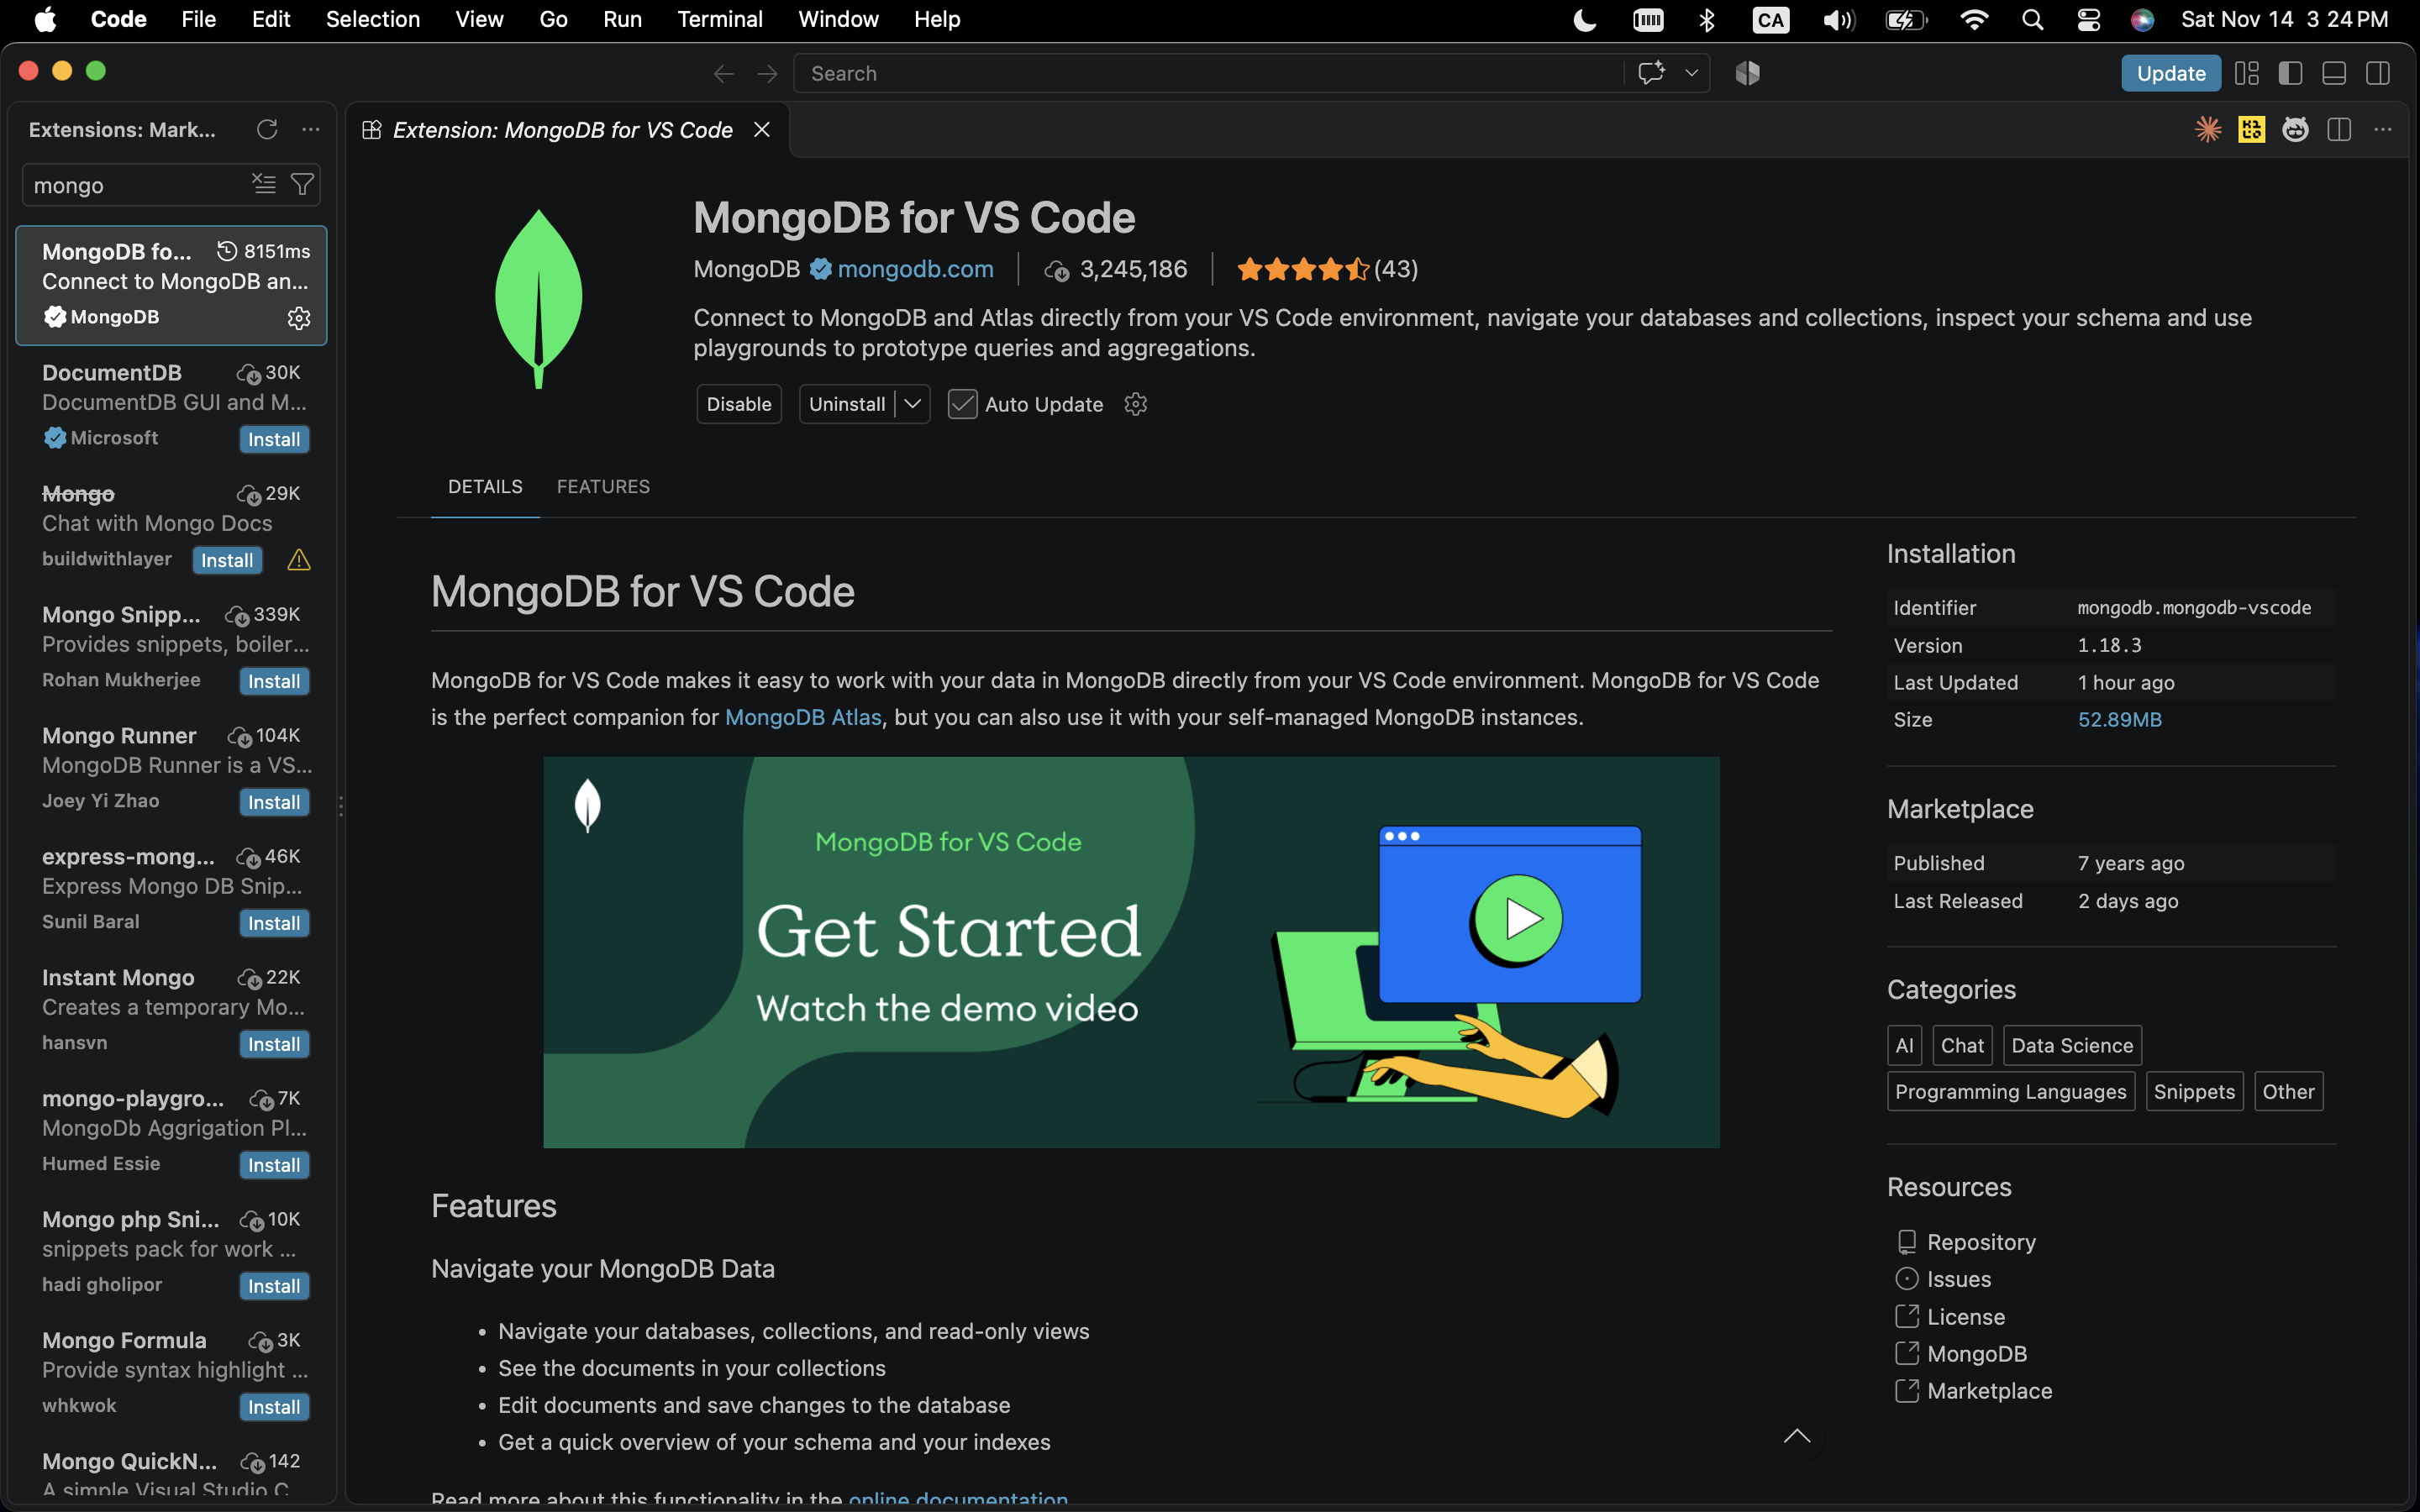 Code File Edit Selection View Go Run Terminal Window Help
CA Sat Nov 14 3 24 PM
Search
Update
Extensions: Mark...
mongo
MongoDB fo... 8151ms
Connect to MongoDB an...
MongoDB
DocumentDB 30K
DocumentDB GUI and M...
Microsoft Install
Mongo 29K
Chat with Mongo Docs
buildwithlayer Install
Mongo Snipp... 339K
Provides snippets, boiler...
Rohan Mukherjee Install
Mongo Runner 104K
MongoDB Runner is a VS...
Joey Yi Zhao Install
express-mong... 46K
Express Mongo DB Snip...
Sunil Baral Install
Instant Mongo 22K
Creates a temporary Mo...
hansvn Install
mongo-playgro... 7K
MongoDb Aggrigation Pl...
Humed Essie Install
Mongo php Sni... 10K
snippets pack for work ...
hadi gholipor Install
Mongo Formula 3K
Provide syntax highlight ...
whkwok Install
Mongo QuickN... 142
A simple Visual Studio C
Extension: MongoDB for VS Code
MongoDB for VS Code
MongoDB mongodb.com 3,245,186 (43)
Connect to MongoDB and Atlas directly from your VS Code environment, navigate your databases and collections, inspect your schema and use
playgrounds to prototype queries and aggregations.
Disable Uninstall Auto Update
DETAILS FEATURES
MongoDB for VS Code
MongoDB for VS Code makes it easy to work with your data in MongoDB directly from your VS Code environment. MongoDB for VS Code
is the perfect companion for MongoDB Atlas, but you can also use it with your self-managed MongoDB instances.
MongoDB for VS Code
Get Started
Watch the demo video
Features
Navigate your MongoDB Data
• Navigate your databases, collections, and read-only views
• See the documents in your collections
• Edit documents and save changes to the database
• Get a quick overview of your schema and your indexes
Read more about this functionality in the online documentation
Installation
Identifier mongodb.mongodb-vscode
Version 1.18.3
Last Updated 1 hour ago
Size 52.89MB
Marketplace
Published 7 years ago
Last Released 2 days ago
Categories
AI Chat Data Science
Programming Languages Snippets Other
Resources
Repository
Issues
License
MongoDB
Marketplace